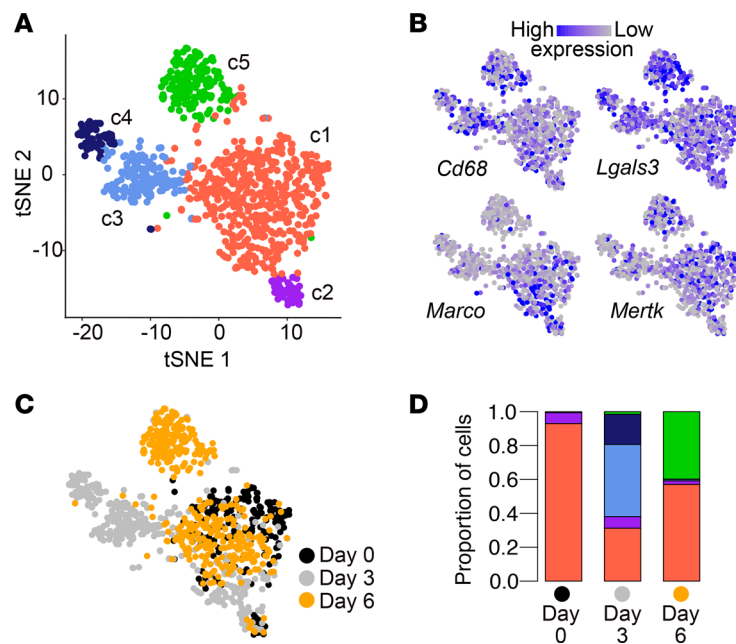 A
c5
c4
c1
c3
c2
10
0
-10
tSNE 2
-20 -10 0 10
tSNE 1
B
High Low
expression
Cd68 Lgals3
Marco Mertk
C
Day 0
Day 3
Day 6
D
Proportion of cells
1.0
0.8
0.6
0.4
0.2
0.0
Day Day Day
0 3 6